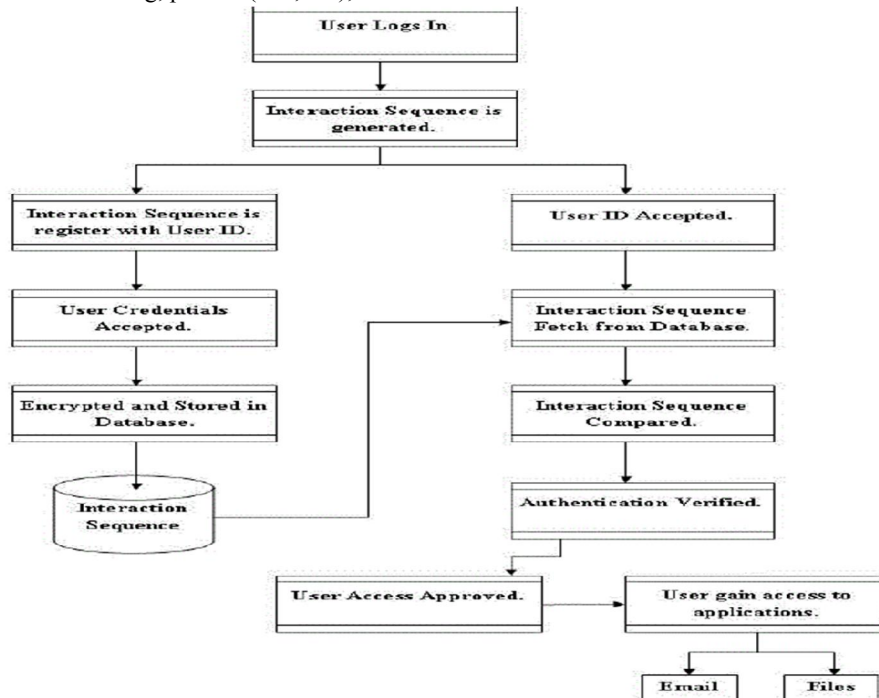 User Logs In
Interaction Sequence is
generated.
Interaction Sequence is
register with User ID.
User ID Accepted.
User Credentials
Accepted.
Interaction Sequence
Fetch from Database.
Encrypted and Stored in
Database.
Interaction Sequence
Compared.
Interaction
Sequence
Authentication Verified.
User Access Approved.
User gain access to
applications.
Email
Files